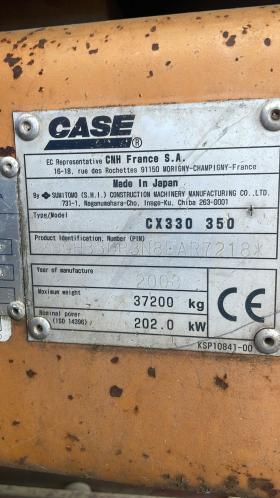 CASE ®
EC Representative CNH France S.A.
16-18, rue des Rochettes 91150 MORIGNY-CHAMPIGNY-France
Made in Japan
By SUMITOMO (S.H.I.) CONSTRUCTION MACHINERY MANUFACTURING CO.,LTD.
731-1, Naganumahara-Cho, Inage-Ku, Chiba 263-0001
Type/Model CX330 350
Product Identification, Number (PIN)
Year of manufacture
Maximum weight 37200 kg
Nominal power 202.0 kW
(ISO 14396)
CE
KSP10841-00